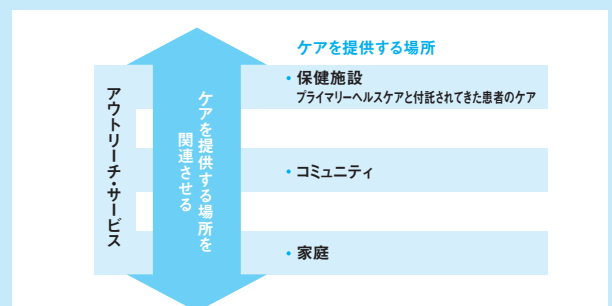 ケアを提供する場所
・保健施設
プライマリーヘルスケアと付託されてきた患者のケア
アウトリーチ・サービス
ケアを提供する場所を
関連させる
・コミュニティ
・家庭